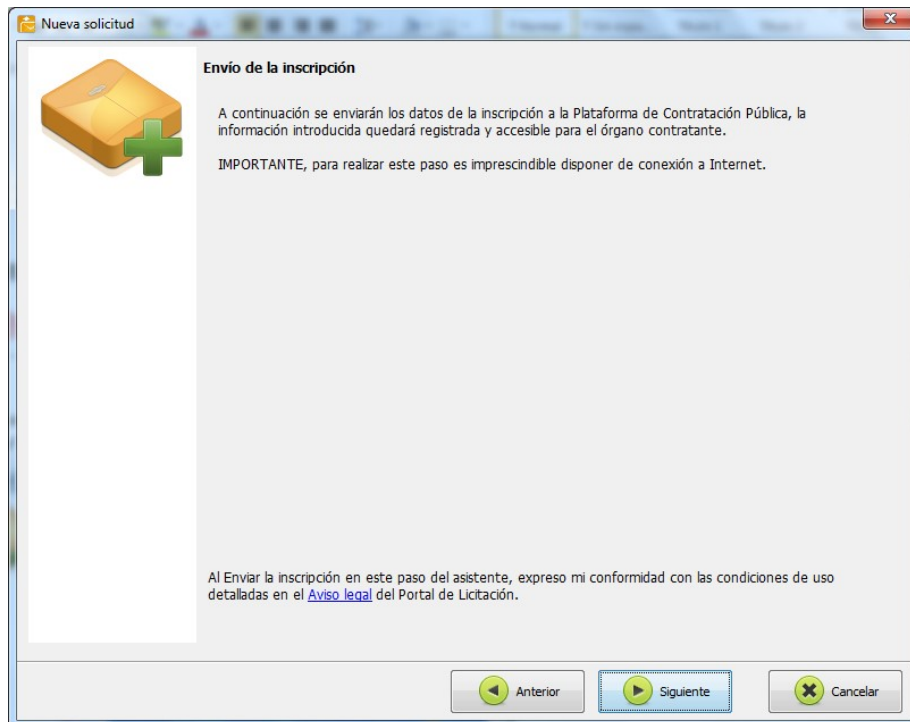 Nueva solicitud
Envío de la inscripción
A continuación se enviarán los datos de la inscripción a la Plataforma de Contratación Pública, la
información introducida quedará registrada y accesible para el órgano contratante.
IMPORTANTE, para realizar este paso es imprescindible disponer de conexión a Internet.
Al Enviar la inscripción en este paso del asistente, expreso mi conformidad con las condiciones de uso
detalladas en el Aviso legal del Portal de Licitación.
Anterior
Siguiente
Cancelar